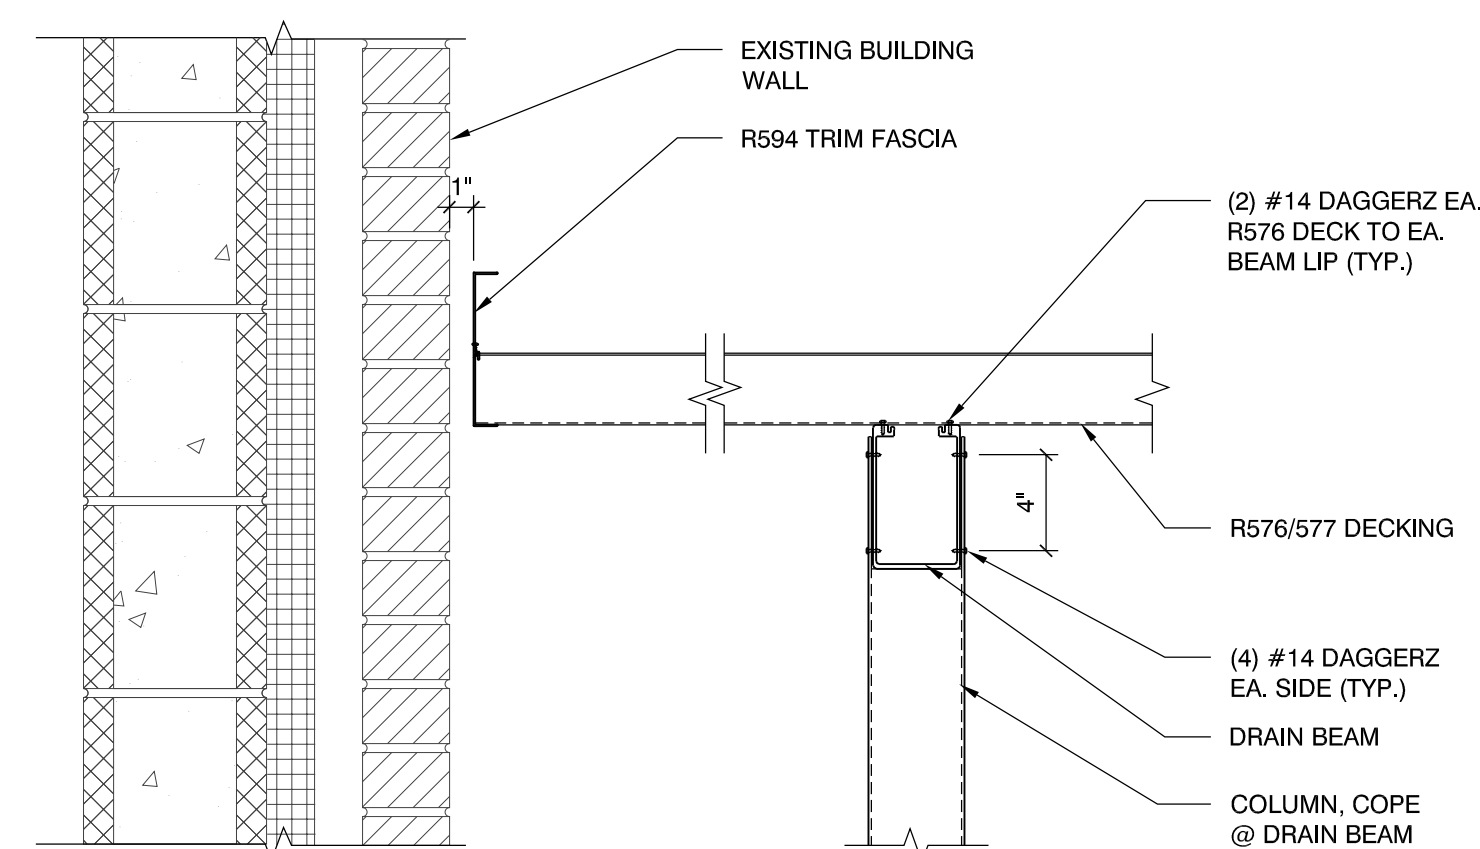 EXISTING BUILDING
WALL
R594 TRIM FASCIA
1"
(2) #14 DAGGERZ EA.
R576 DECK TO EA.
BEAM LIP (TYP.)
4"
R576/577 DECKING
(4) #14 DAGGERZ
EA. SIDE (TYP.)
DRAIN BEAM
COLUMN, COPE
@ DRAIN BEAM